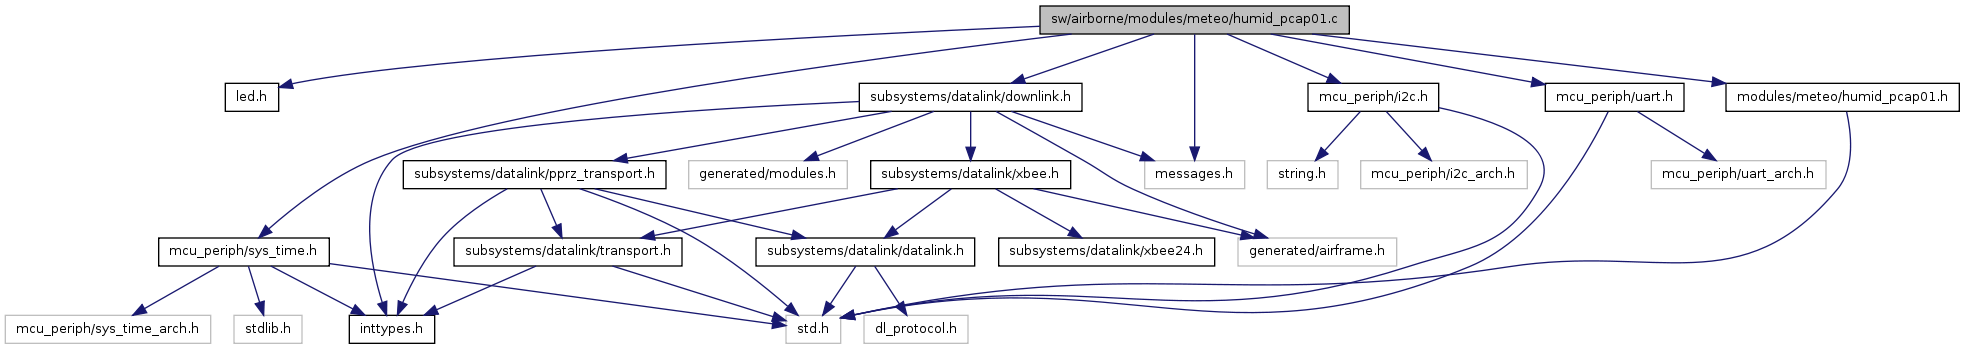 sw/airborne/modules/meteo/humid_pcap01.c
led.h
subsystems/datalink/downlink.h
mcu_periph/i2c.h
mcu_periph/uart.h
modules/meteo/humid_pcap01.h
subsystems/datalink/pprz_transport.h
generated/modules.h
subsystems/datalink/xbee.h
messages.h
string.h
mcu_periph/i2c_arch.h
mcu_periph/uart_arch.h
mcu_periph/sys_time.h
subsystems/datalink/transport.h
subsystems/datalink/datalink.h
subsystems/datalink/xbee24.h
generated/airframe.h
mcu_periph/sys_time_arch.h
stdlib.h
inttypes.h
std.h
dl_protocol.h